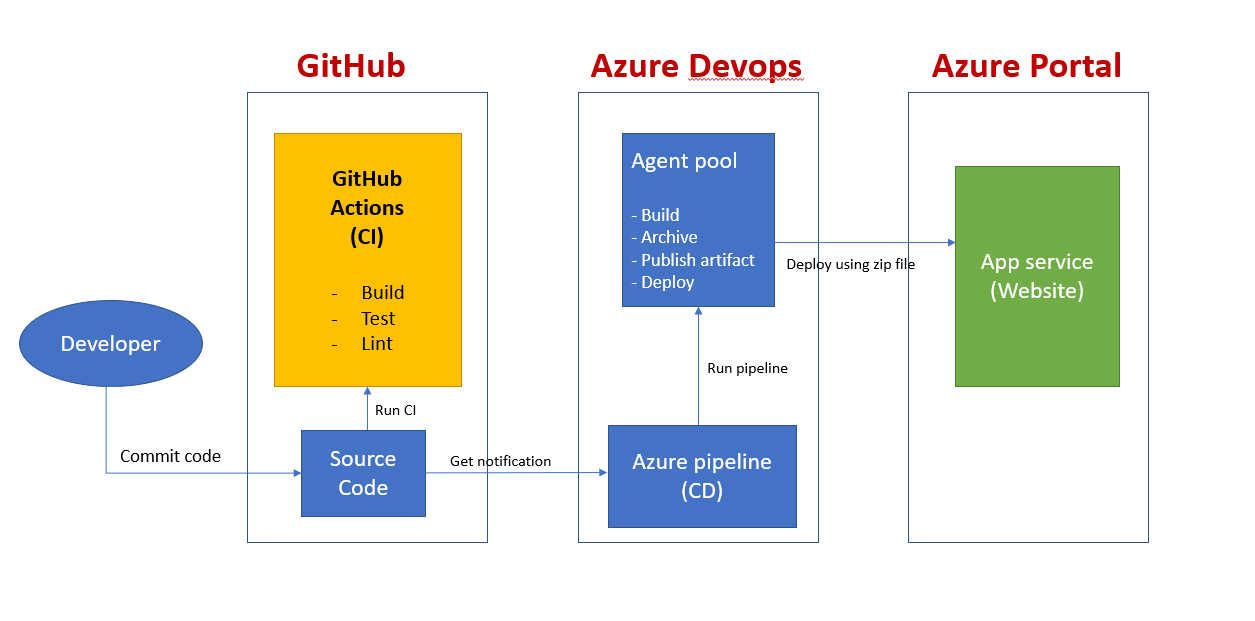 GitHub
Azure Devops
Azure Portal
GitHub
Actions
(CI)
- Build
- Test
- Lint
Agent pool
- Build
- Archive
- Publish artifact
- Deploy
Deploy using zip file
App service
(Website)
Developer
Run CI
Run pipeline
Commit code
Source
Code
Get notification
Azure pipeline
(CD)